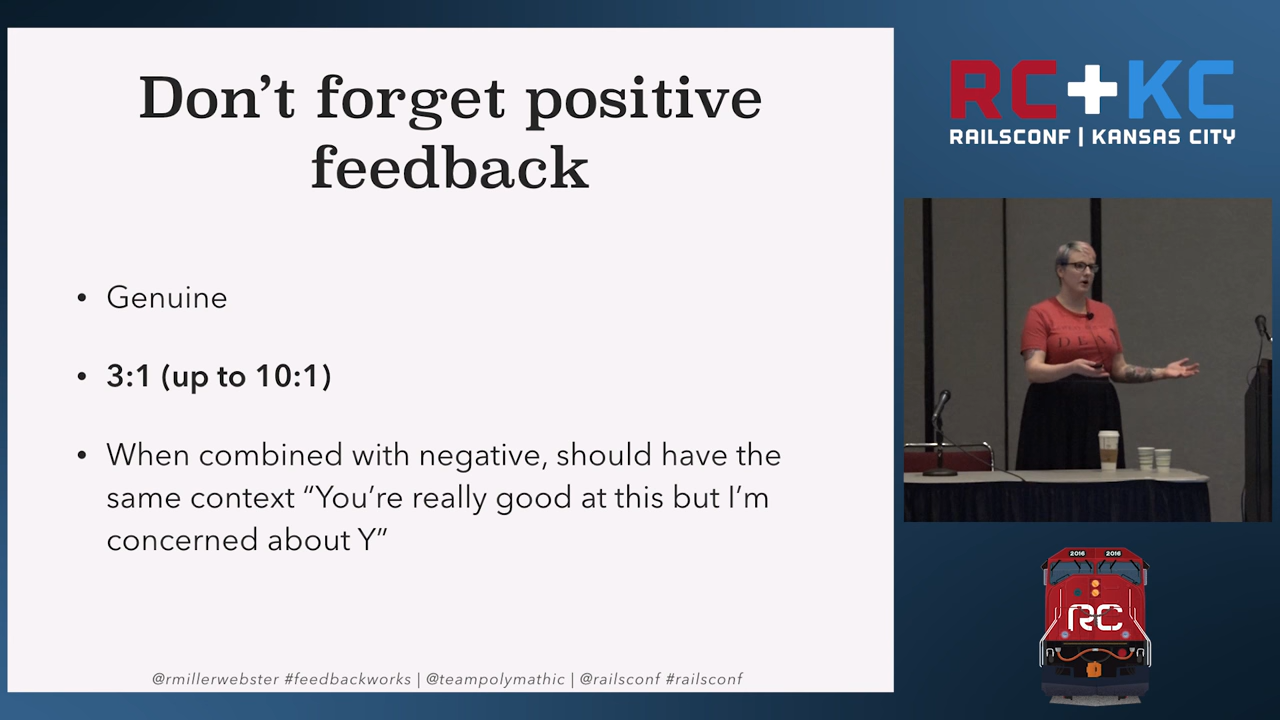 Don’t forget positive
feedback
• Genuine
• 3:1 (up to 10:1)
• When combined with negative, should have the
same context “You’re really good at this but I’m
concerned about Y”
@rmillerwebster #feedbackworks | @teampolymathic | @railsconf #railsconf
RC+KC
RAILSCONF | KANSAS CITY
2016 2016
RC